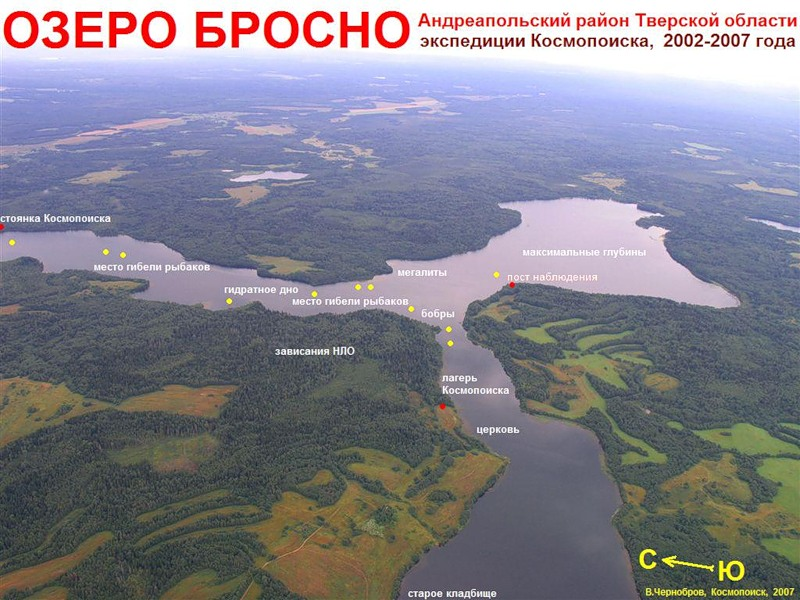 ОЗЕРО БРОСНО
Андреапольский район Тверской области
экспедиции Космопоиска, 2002-2007 года
стоянка Космопоиска
место гибели рыбаков
гидратное дно
место гибели рыбаков
мегалиты
максимальные глубины
пост наблюдения
бобры
зависания НЛО
лагерь
Космопоиска
церковь
С
Ю
старое кладбище
В.Чернобров, Космопоиск, 2007